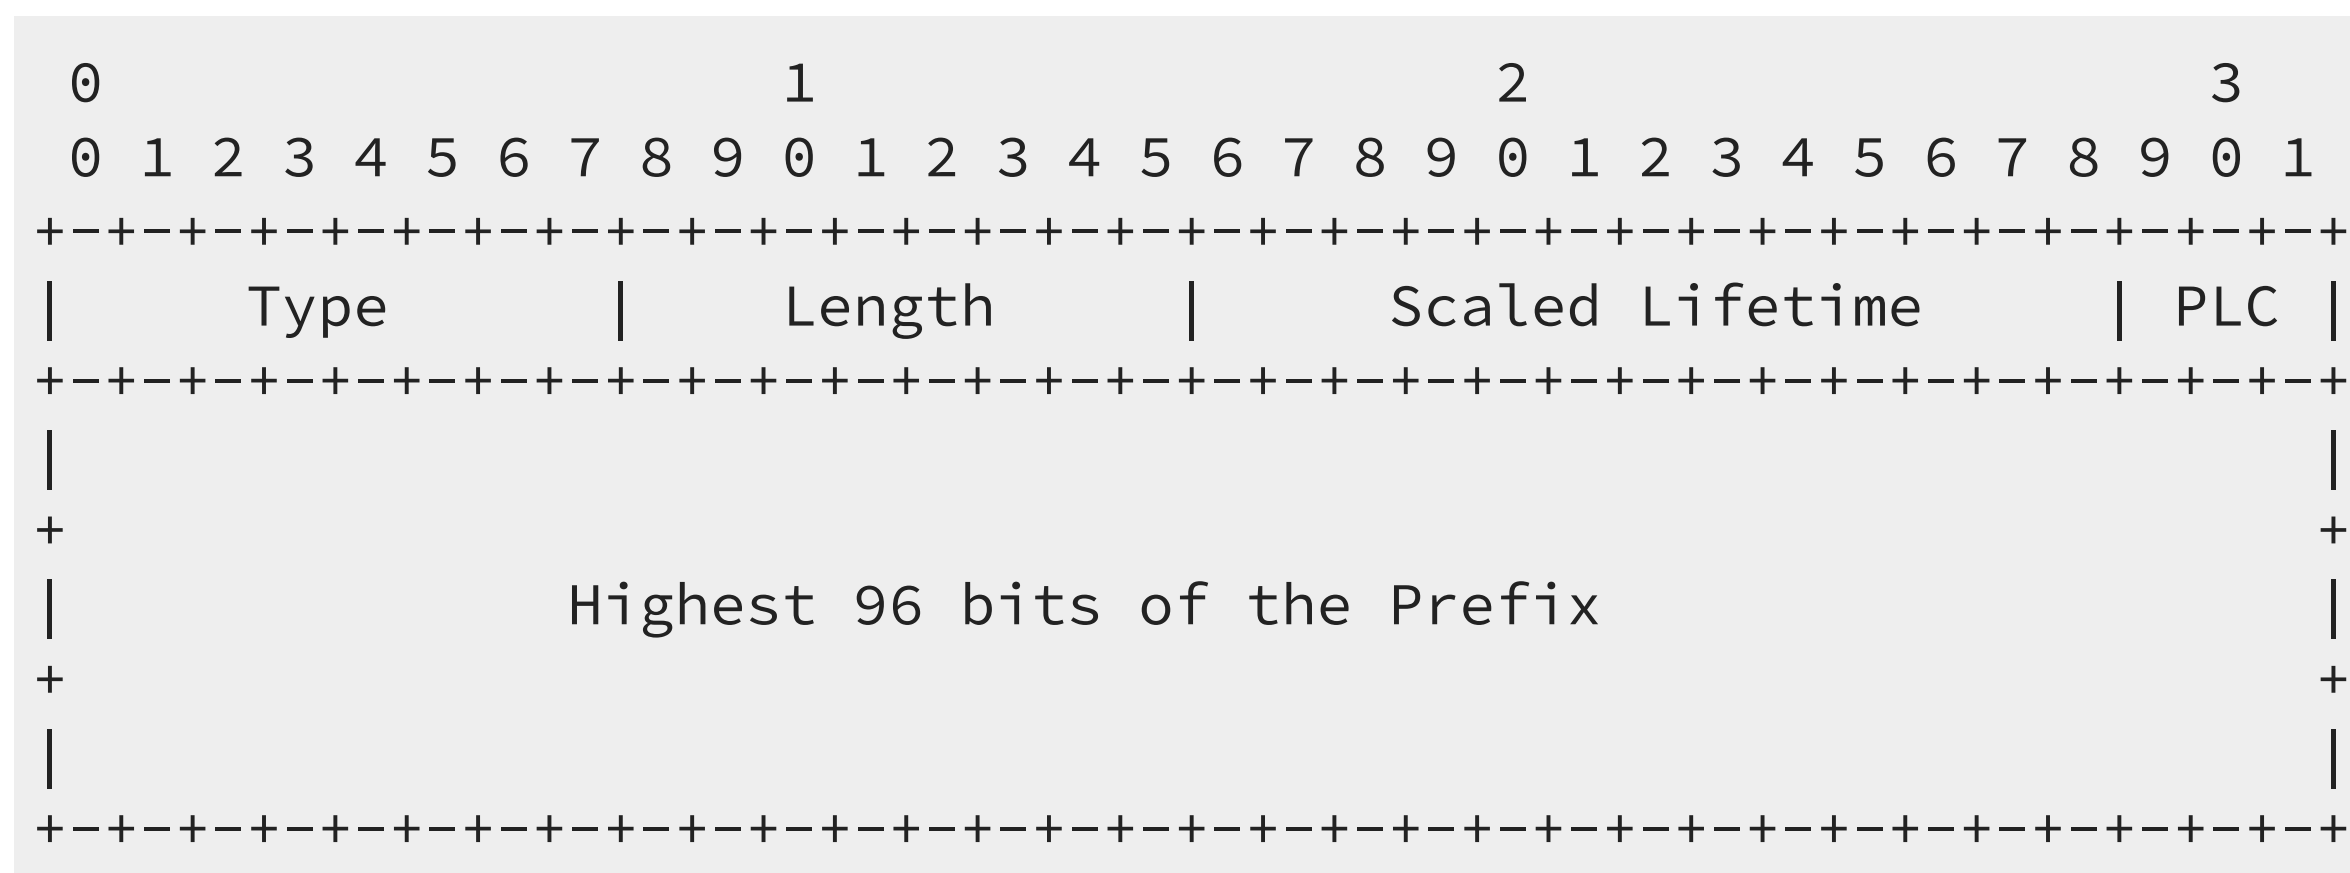 0                   1                   2                   3
 0 1 2 3 4 5 6 7 8 9 0 1 2 3 4 5 6 7 8 9 0 1 2 3 4 5 6 7 8 9 0 1
+-+-+-+-+-+-+-+-+-+-+-+-+-+-+-+-+-+-+-+-+-+-+-+-+-+-+-+-+-+-+-+-+
|     Type      |    Length     |     Scaled Lifetime     | PLC |
+-+-+-+-+-+-+-+-+-+-+-+-+-+-+-+-+-+-+-+-+-+-+-+-+-+-+-+-+-+-+-+-+
|                                                               |
+                                                               +
|              Highest 96 bits of the Prefix                    |
+                                                               +
|                                                               |
+-+-+-+-+-+-+-+-+-+-+-+-+-+-+-+-+-+-+-+-+-+-+-+-+-+-+-+-+-+-+-+-+